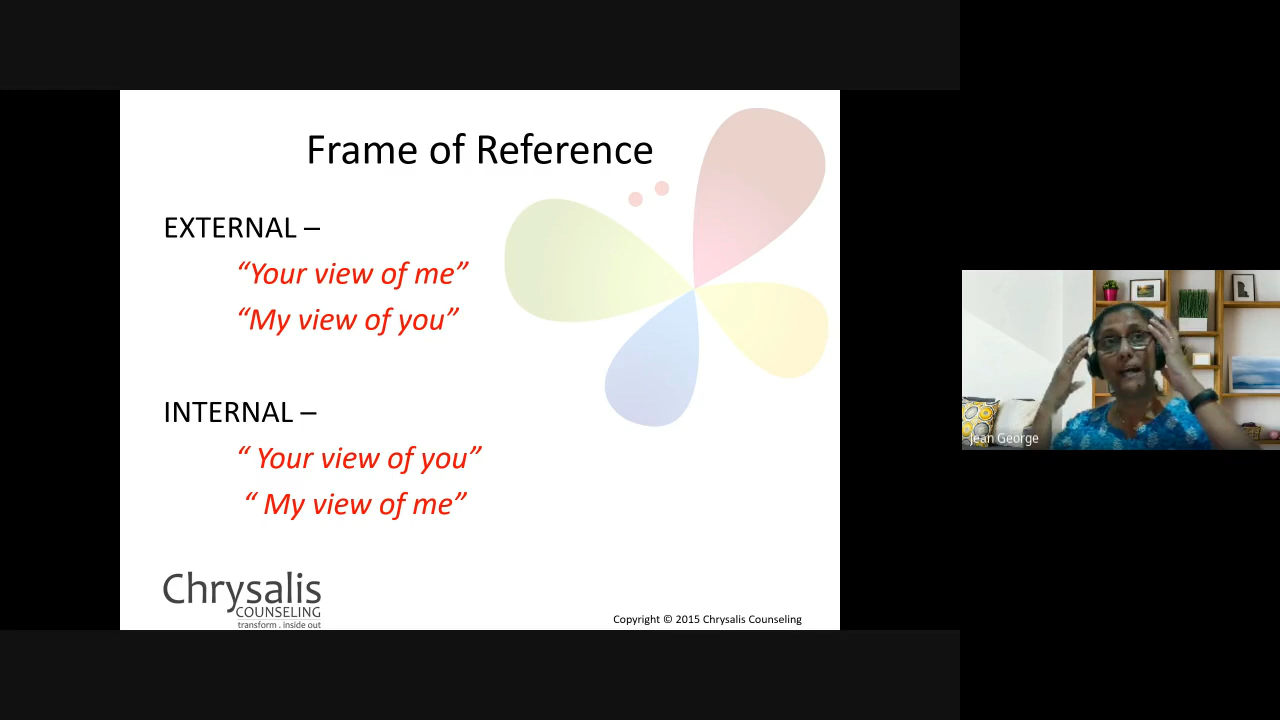 Frame of Reference
EXTERNAL –
“Your view of me”
“My view of you”
INTERNAL –
“ Your view of you”
“ My view of me”
Chrysalis
COUNSELING
transform . inside out
Copyright © 2015 Chrysalis Counseling
Jean George